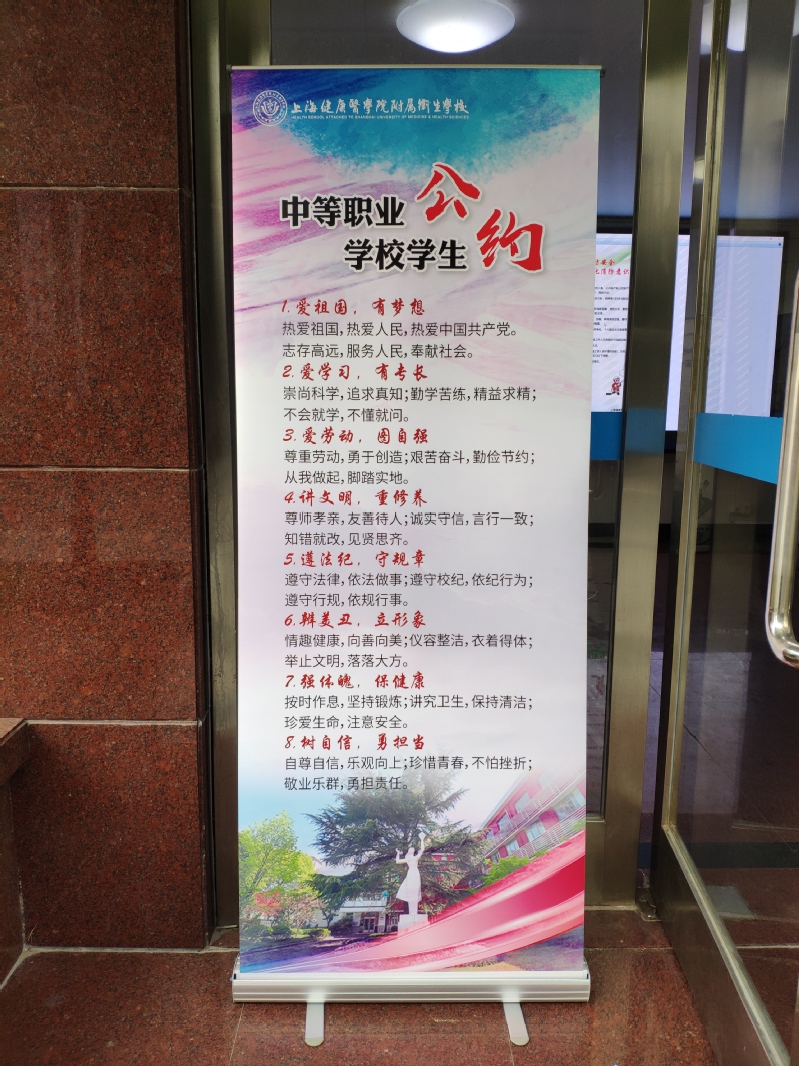 上海健康醫學院附属衛生學校
HEALTH SCHOOL ATTACHED TO SHANGHAI UNIVERSITY OF MEDICINE & HEALTH SCIENCES
中等职业
学校学生
公约
1.爱祖国，有梦想
热爱祖国,热爱人民,热爱中国共产党。
志存高远,服务人民,奉献社会。
2.爱学习，有专长
崇尚科学,追求真知;勤学苦练,精益求精;
不会就学,不懂就问。
3.爱劳动，图自强
尊重劳动,勇于创造;艰苦奋斗,勤俭节约;
从我做起,脚踏实地。
4.讲文明，重修养
尊师孝亲,友善待人;诚实守信,言行一致;
知错就改,见贤思齐。
5.遵法纪，守规章
遵守法律,依法做事;遵守校纪,依纪行为;
遵守行规,依规行事。
6.辨美丑，立形象
情趣健康,向善向美;仪容整洁,衣着得体;
举止文明,落落大方。
7.强体魄，保健康
按时作息,坚持锻炼;讲究卫生,保持清洁;
珍爱生命,注意安全。
8.树自信，勇担当
自尊自信,乐观向上;珍惜青春,不怕挫折;
敬业乐群,勇担责任。